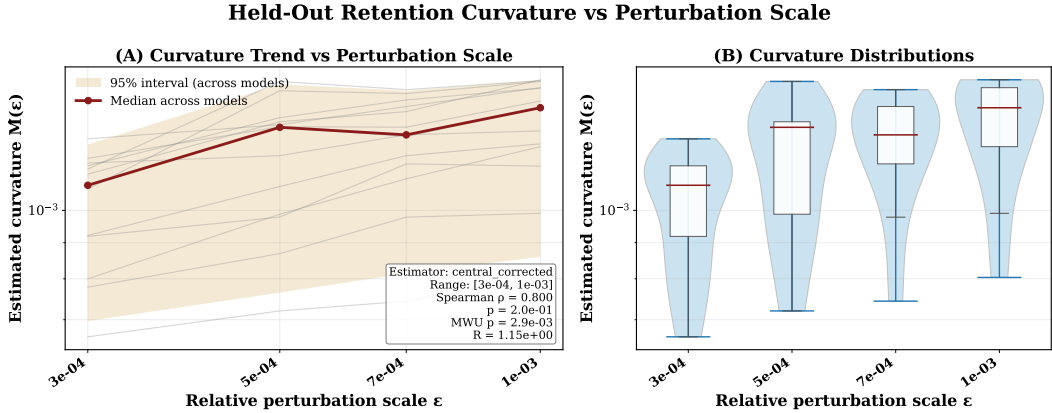 Held-Out Retention Curvature vs Perturbation Scale
(A) Curvature Trend vs Perturbation Scale
95% interval (across models)
Median across models
Estimated curvature M(ε)
10⁻³
Estimator: central_corrected
Range: [3e-04, 1e-03]
Spearman ρ = 0.800
p = 2.0e-01
MWU p = 2.9e-03
R = 1.15e+00
3e-04
5e-04
7e-04
1e-03
Relative perturbation scale ε
(B) Curvature Distributions
Estimated curvature M(ε)
10⁻³
3e-04
5e-04
7e-04
1e-03
Relative perturbation scale ε